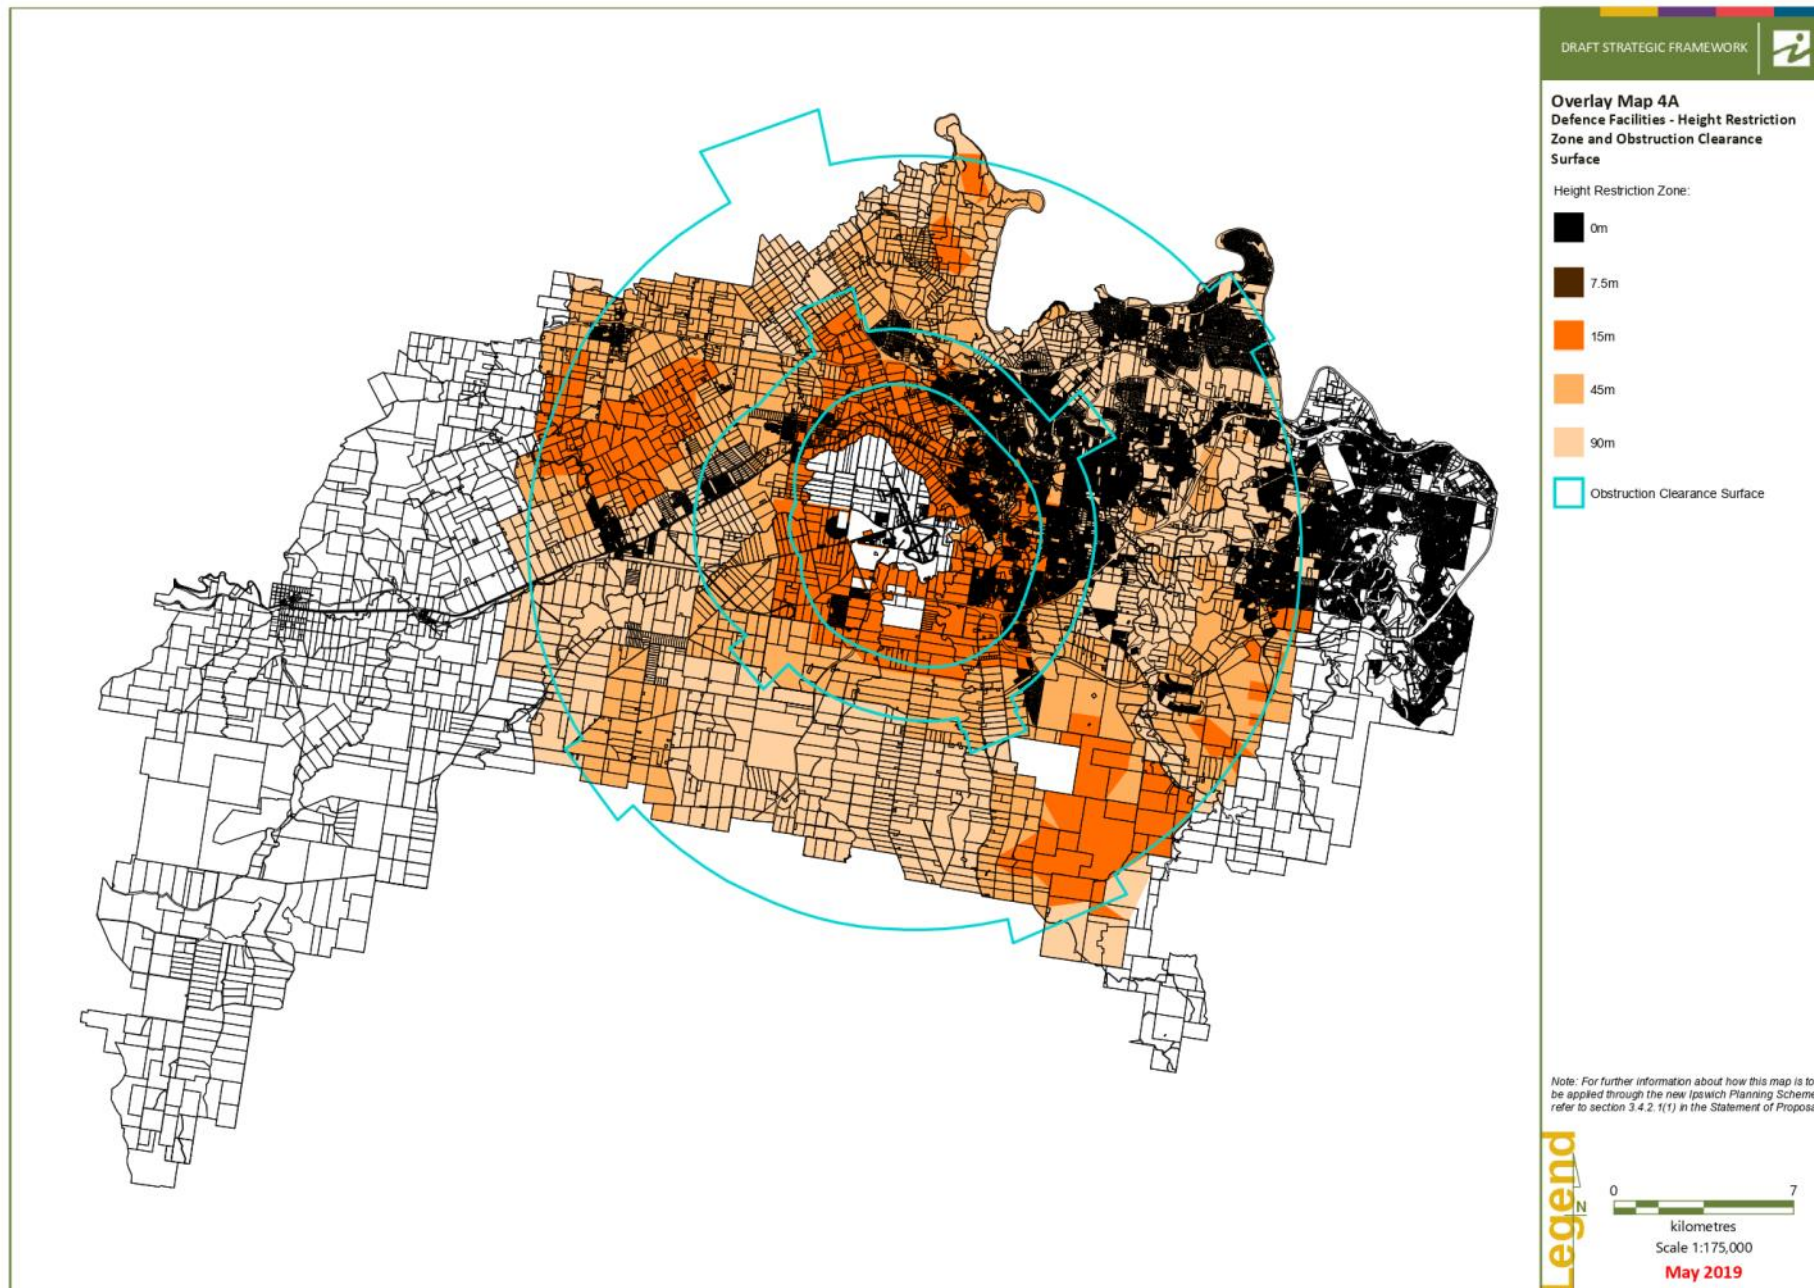 DRAFT STRATEGIC FRAMEWORK
Overlay Map 4A
Defence Facilities - Height Restriction
Zone and Obstruction Clearance
Surface
Height Restriction Zone:
0m
7.5m
15m
45m
90m
Obstruction Clearance Surface
Note: For further information about how this map is to
be applied through the new Ipswich Planning Scheme
refer to section 3.4.2.1(1) in the Statement of Proposa
Legend
N
0 7
kilometres
Scale 1:175,000
May 2019